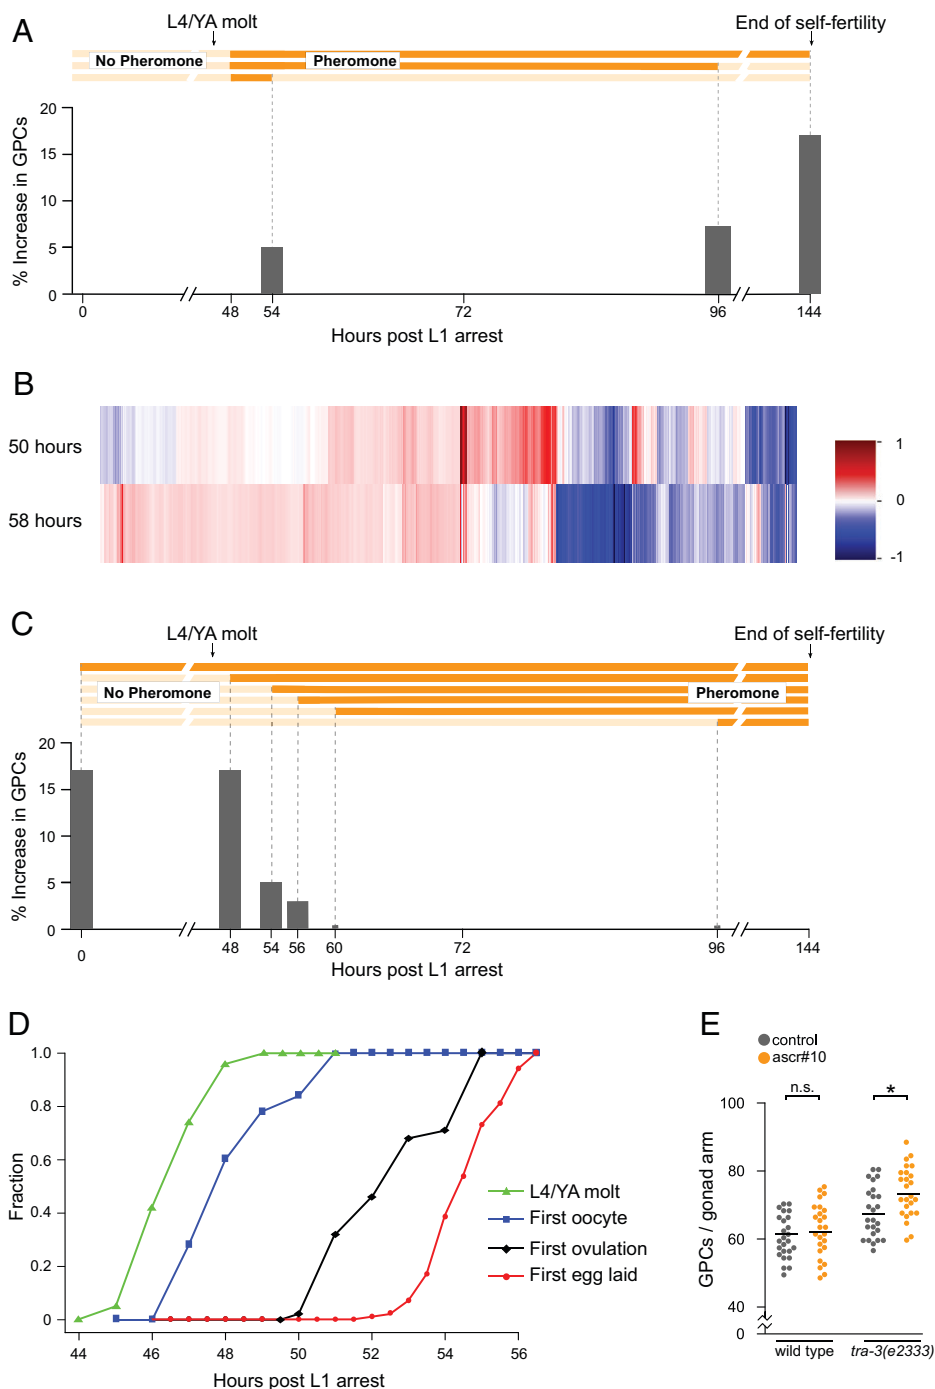 A
L4/YA molt
End of self-fertility
No Pheromone
Pheromone
% Increase in GPCs
20
15
10
5
0
0
48
54
72
96
144
Hours post L1 arrest
B
50 hours
58 hours
1
0
-1
C
L4/YA molt
End of self-fertility
No Pheromone
Pheromone
% Increase in GPCs
20
15
10
5
0
0
48
54
56
60
72
96
144
Hours post L1 arrest
D
Fraction
1.0
0.8
0.6
0.4
0.2
0
44
46
48
50
52
54
56
Hours post L1 arrest
L4/YA molt
First oocyte
First ovulation
First egg laid
E
control
ascr#10
n.s.
*
GPCs / gonad arm
100
80
60
40
0
wild type
tra-3(e2333)